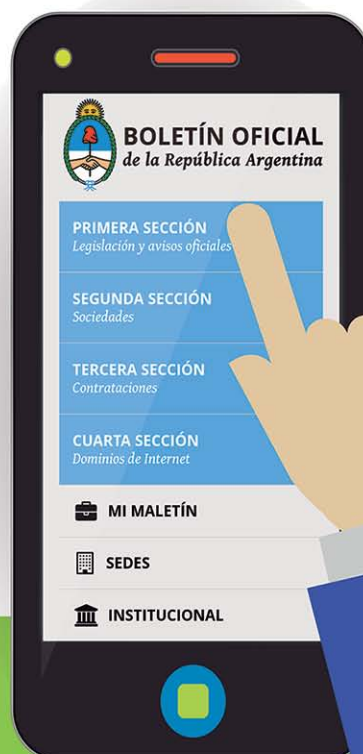 BOLETÍN OFICIAL
de la República Argentina
PRIMERA SECCIÓN
Legislación y avisos oficiales
SEGUNDA SECCIÓN
Sociedades
TERCERA SECCIÓN
Contrataciones
CUARTA SECCIÓN
Dominios de Internet
MI MALETÍN
SEDES
INSTITUCIONAL